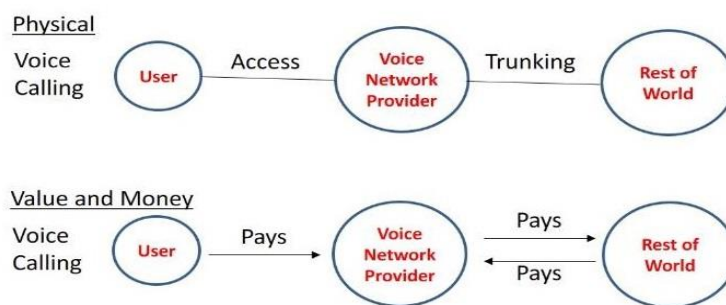 Physical
Voice Calling
User
Access
Voice Network Provider
Trunking
Rest of World
Value and Money
Voice Calling
User
Pays
Voice Network Provider
Pays
Pays
Rest of World